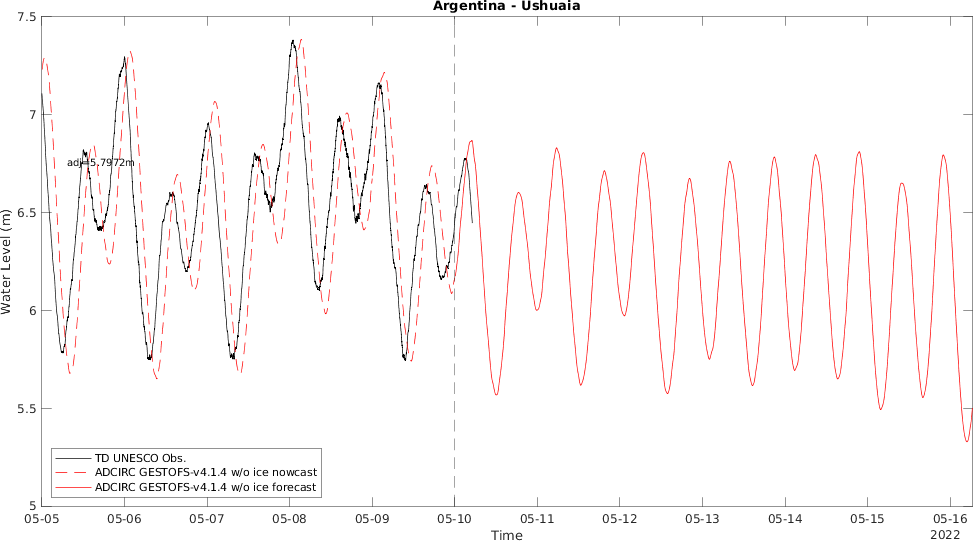 Argentina - Ushuaia
7.5
7
6.5
6
5.5
5
Water Level (m)
adj=5.7972m
TD UNESCO Obs.
ADCIRC GESTOFS-v4.1.4 w/o ice nowcast
ADCIRC GESTOFS-v4.1.4 w/o ice forecast
05-05 05-06 05-07 05-08 05-09 05-10 05-11 05-12 05-13 05-14 05-15 05-16
Time
2022